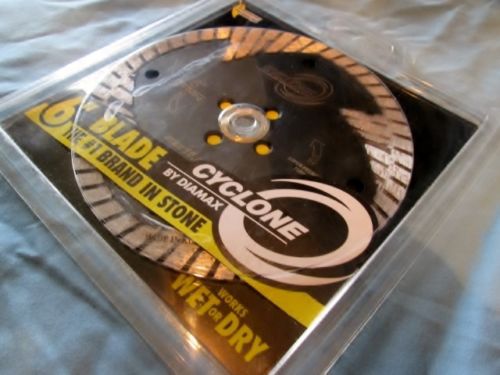 6" BLADE
THE #1 BRAND IN STONE
CYCLONE
BY DIAMAX
WORKS
WET OR DRY